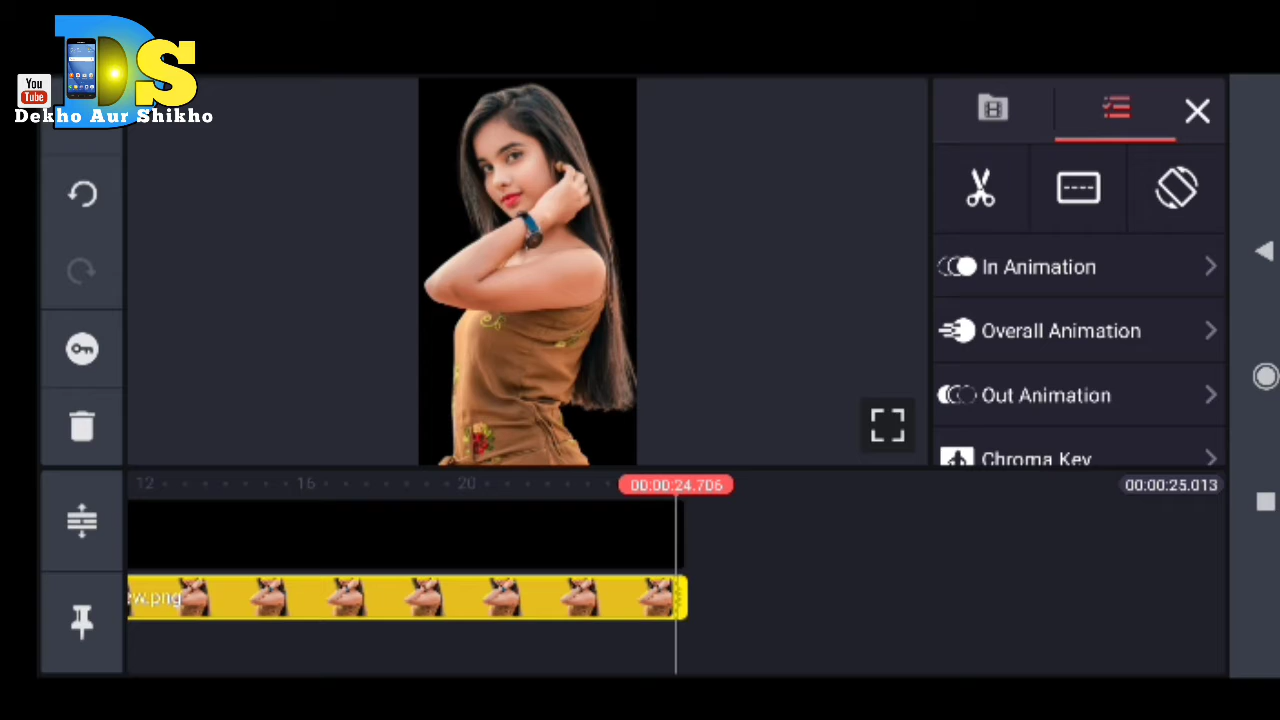 DS
You
Tube
Dekho Aur Shikho
In Animation
Overall Animation
Out Animation
Chroma Key
12
16
20
00:00:24.706
00:00:25.013
ew.png